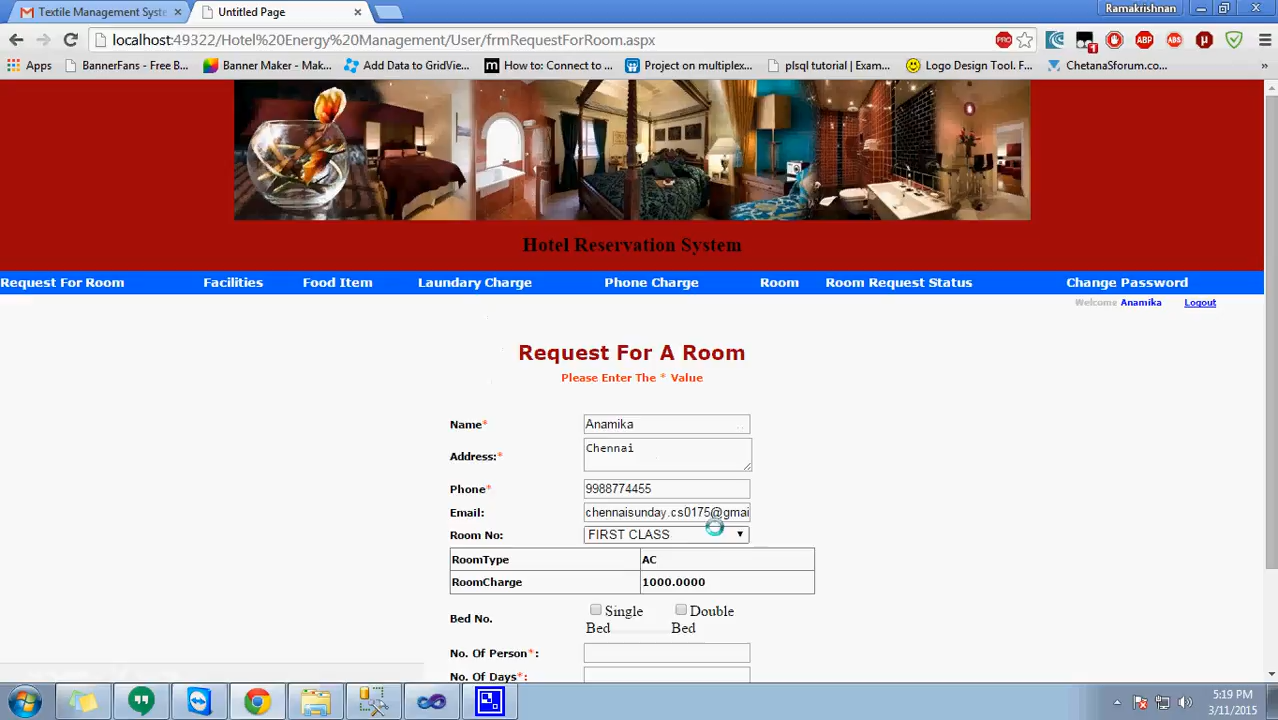 Textile Management Syst
Untitled Page
Ramakrishnan
localhost:49322/Hotel%20Energy%20Management/User/frmRequestForRoom.aspx
PRO
1
ABP
ABS
Apps
BannerFans - Free B...
Banner Maker - Mak...
Add Data to GridVie...
How to: Connect to ...
Project on multiplex...
plsql tutorial | Exam...
Logo Design Tool. F...
ChetanaSforum.co...
»
Hotel Reservation System
Request For Room Facilities Food Item Laundary Charge Phone Charge Room Room Request Status Change Password
Welcome Anamika Logout
Request For A Room
Please Enter The * Value
Name* Anamika
Address:* Chennai
Phone* 9988774455
Email: chennaisunday.cs0175@gmai
Room No: FIRST CLASS
RoomType AC
RoomCharge 1000.0000
Bed No. Single Bed Double Bed
No. Of Person*:
No. Of Days*:
5:19 PM
3/11/2015